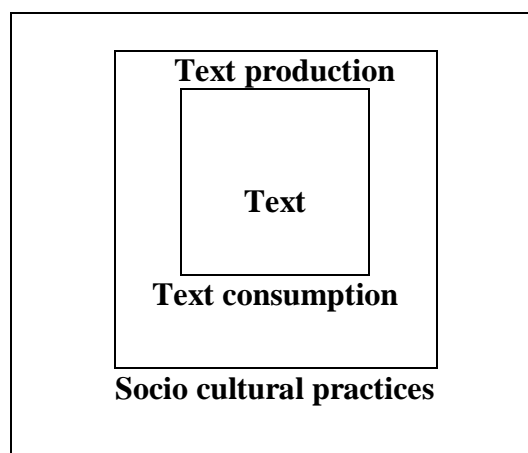 Text production
Text
Text consumption
Socio cultural practices